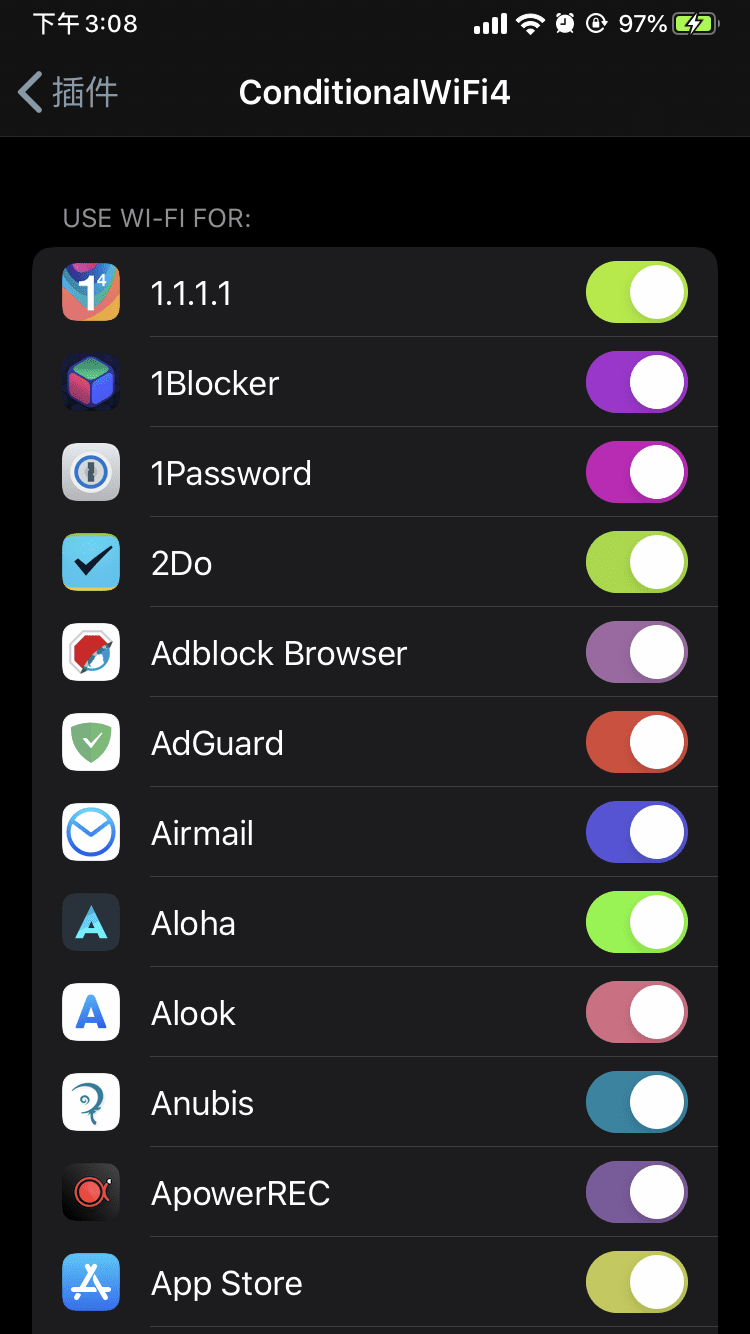 下午3:08
97%
插件
ConditionalWiFi4
USE WI-FI FOR:
1⁴
1.1.1.1
1Blocker
1Password
2Do
Adblock Browser
AdGuard
Airmail
Aloha
Alook
Anubis
ApowerREC
App Store